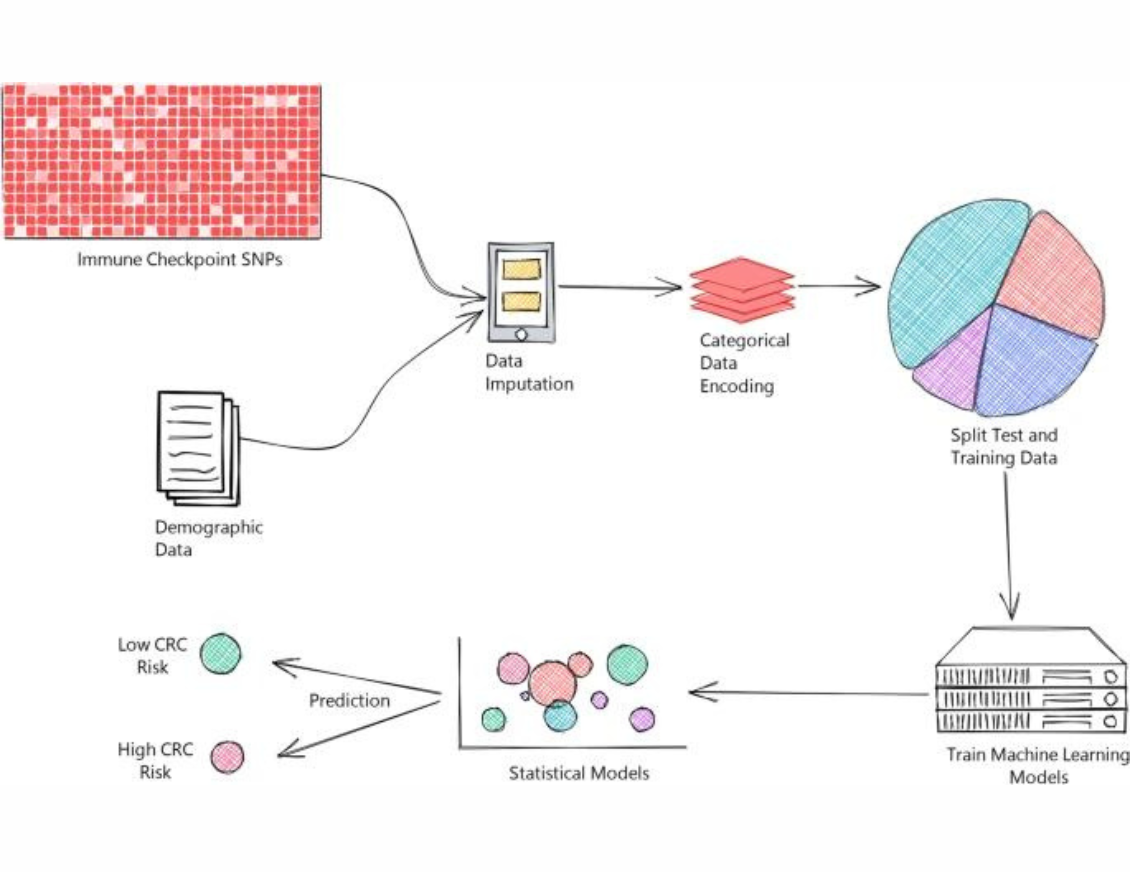 Immune Checkpoint SNPs
Data
Imputation
Categorical
Data
Encoding
Split Test and
Training Data
Demographic
Data
Low CRC
Risk
Prediction
High CRC
Risk
Statistical Models
Train Machine Learning
Models